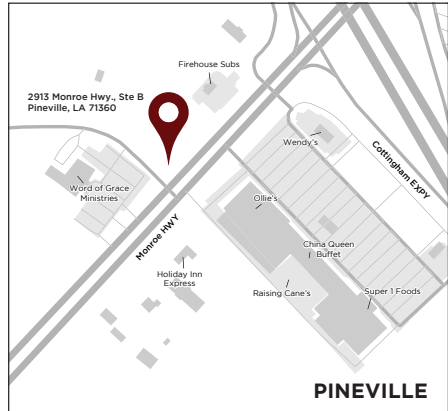 Firehouse Subs
2913 Monroe Hwy., Ste B
Pineville, LA 71360
Wendy's
Cottingham EXPY
Word of Grace
Ministries
Ollie's
Monroe HWY
China Queen
Buffet
Holiday Inn
Express
Raising Cane's
Super 1 Foods
PINEVILLE